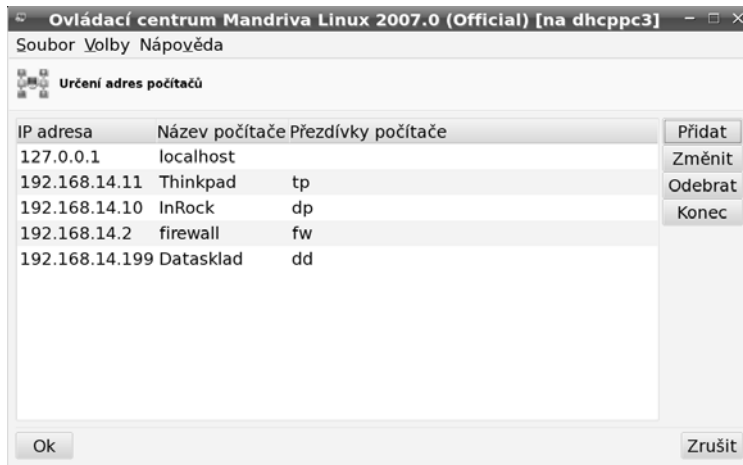 Ovládací centrum Mandriva Linux 2007.0 (Official) [na dhcppc3]
Soubor Volby Nápověda
Určení adres počítačů
IP adresa Název počítače Přezdívky počítače
127.0.0.1 localhost
192.168.14.11 Thinkpad tp
192.168.14.10 InRock dp
192.168.14.2 firewall fw
192.168.14.199 Datasklad dd
Přidat
Změnit
Odebrat
Konec
Ok Zrušit